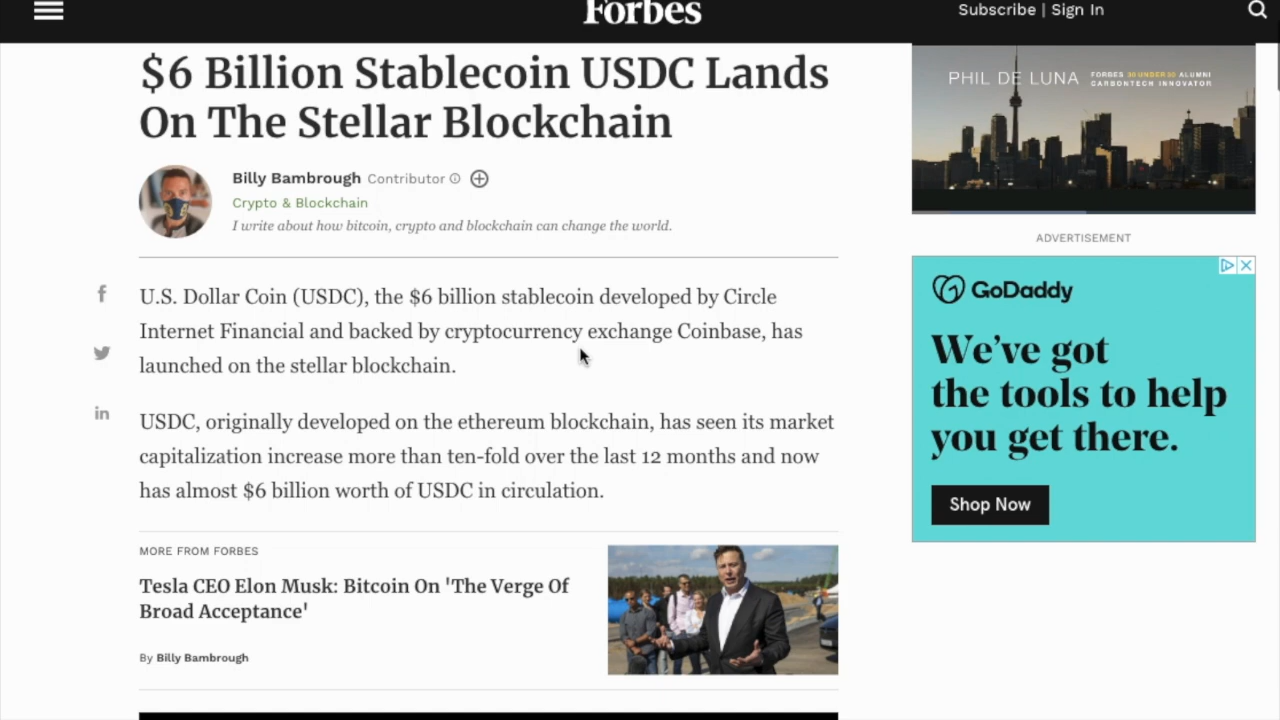 Forbes
Subscribe | Sign In
$6 Billion Stablecoin USDC Lands
On The Stellar Blockchain
Billy Bambrough Contributor
Crypto & Blockchain
I write about how bitcoin, crypto and blockchain can change the world.
U.S. Dollar Coin (USDC), the $6 billion stablecoin developed by Circle
Internet Financial and backed by cryptocurrency exchange Coinbase, has
launched on the stellar blockchain.
USDC, originally developed on the ethereum blockchain, has seen its market
capitalization increase more than ten-fold over the last 12 months and now
has almost $6 billion worth of USDC in circulation.
MORE FROM FORBES
Tesla CEO Elon Musk: Bitcoin On 'The Verge Of
Broad Acceptance'
By Billy Bambrough
PHIL DE LUNA
FORBES 30 UNDER 30 ALUMNI
CARBONTECH INNOVATOR
ADVERTISEMENT
GoDaddy
We've got
the tools to help
you get there.
Shop Now